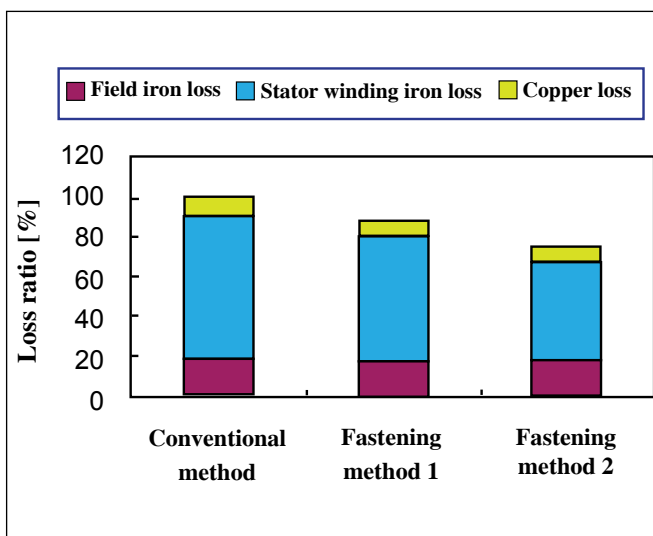 Field iron loss Stator winding iron loss Copper loss
Loss ratio [%]
120
100
80
60
40
20
0
Conventional method
Fastening method 1
Fastening method 2